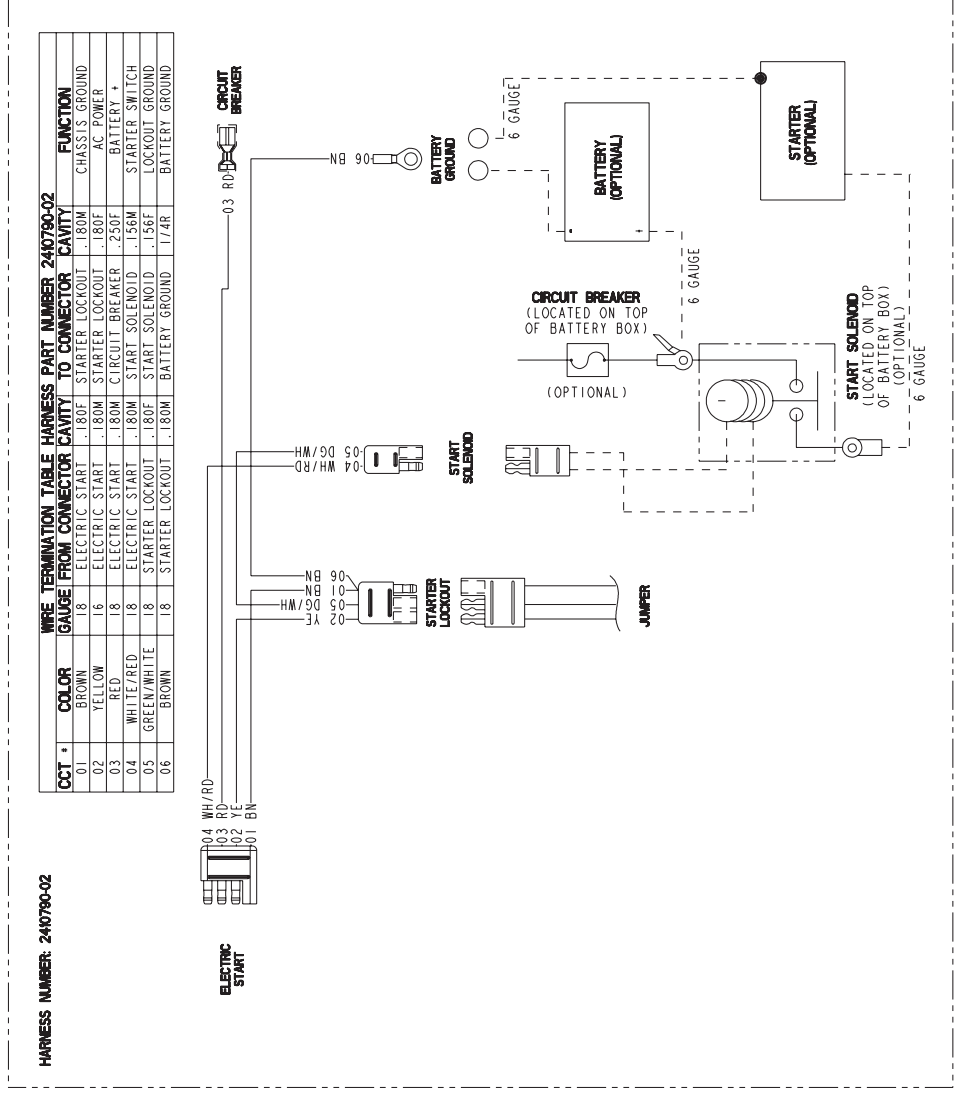 HARNESS NUMBER: 2410790-02
WIRE TERMINATION TABLE HARNESS PART NUMBER 2410790-02
CCT # COLOR GAUGE FROM CONNECTOR CAVITY TO CONNECTOR CAVITY FUNCTION
01 BROWN 18 ELECTRIC START .180F STARTER LOCKOUT .180M CHASSIS GROUND
02 YELLOW 16 ELECTRIC START .180M STARTER LOCKOUT .180F AC POWER
03 RED 18 ELECTRIC START .180M CIRCUIT BREAKER .250F BATTERY +
04 WHITE/RED 18 ELECTRIC START .180M START SOLENOID .156M STARTER SWITCH
05 GREEN/WHITE 18 STARTER LOCKOUT .180F START SOLENOID .156F LOCKOUT GROUND
06 BROWN 18 STARTER LOCKOUT .180M BATTERY GROUND 1/4R BATTERY GROUND
ELECTRIC
START
04 WH/RD
03 RD
02 YE
01 BN
03 RD
CIRCUIT
BREAKER
06 BN
BATTERY
GROUND
05 DG/WH
04 WH/RD
START
SOLENOID
06 BN
01 BN
05 DG/WH
02 YE
STARTER
LOCKOUT
JUMPER
6 GAUGE
BATTERY
(OPTIONAL)
- +
STARTER
(OPTIONAL)
6 GAUGE
CIRCUIT BREAKER
(LOCATED ON TOP
OF BATTERY BOX)
(OPTIONAL)
START SOLENOID
(LOCATED ON TOP
OF BATTERY BOX)
(OPTIONAL)
6 GAUGE